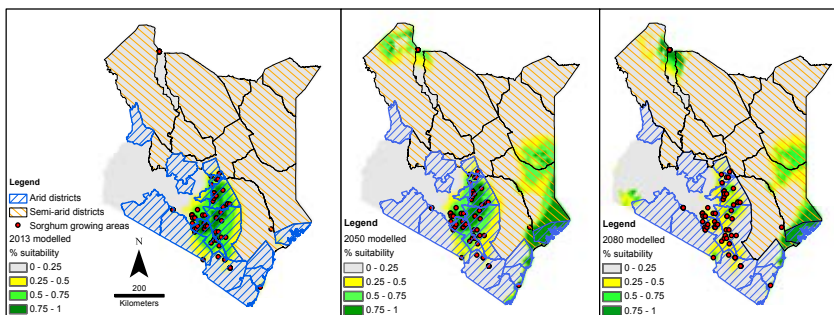 Legend
Arid districts
Semi-arid districts
Sorghum growing areas
2013 modelled
% suitability
0 - 0.25
0.25 - 0.5
0.5 - 0.75
0.75 - 1
N
200
Kilometers
Legend
2050 modelled
% suitability
0 - 0.25
0.25 - 0.5
0.5 - 0.75
0.75 - 1
Legend
2080 modelled
% suitability
0 - 0.25
0.25 - 0.5
0.5 - 0.75
0.75 - 1